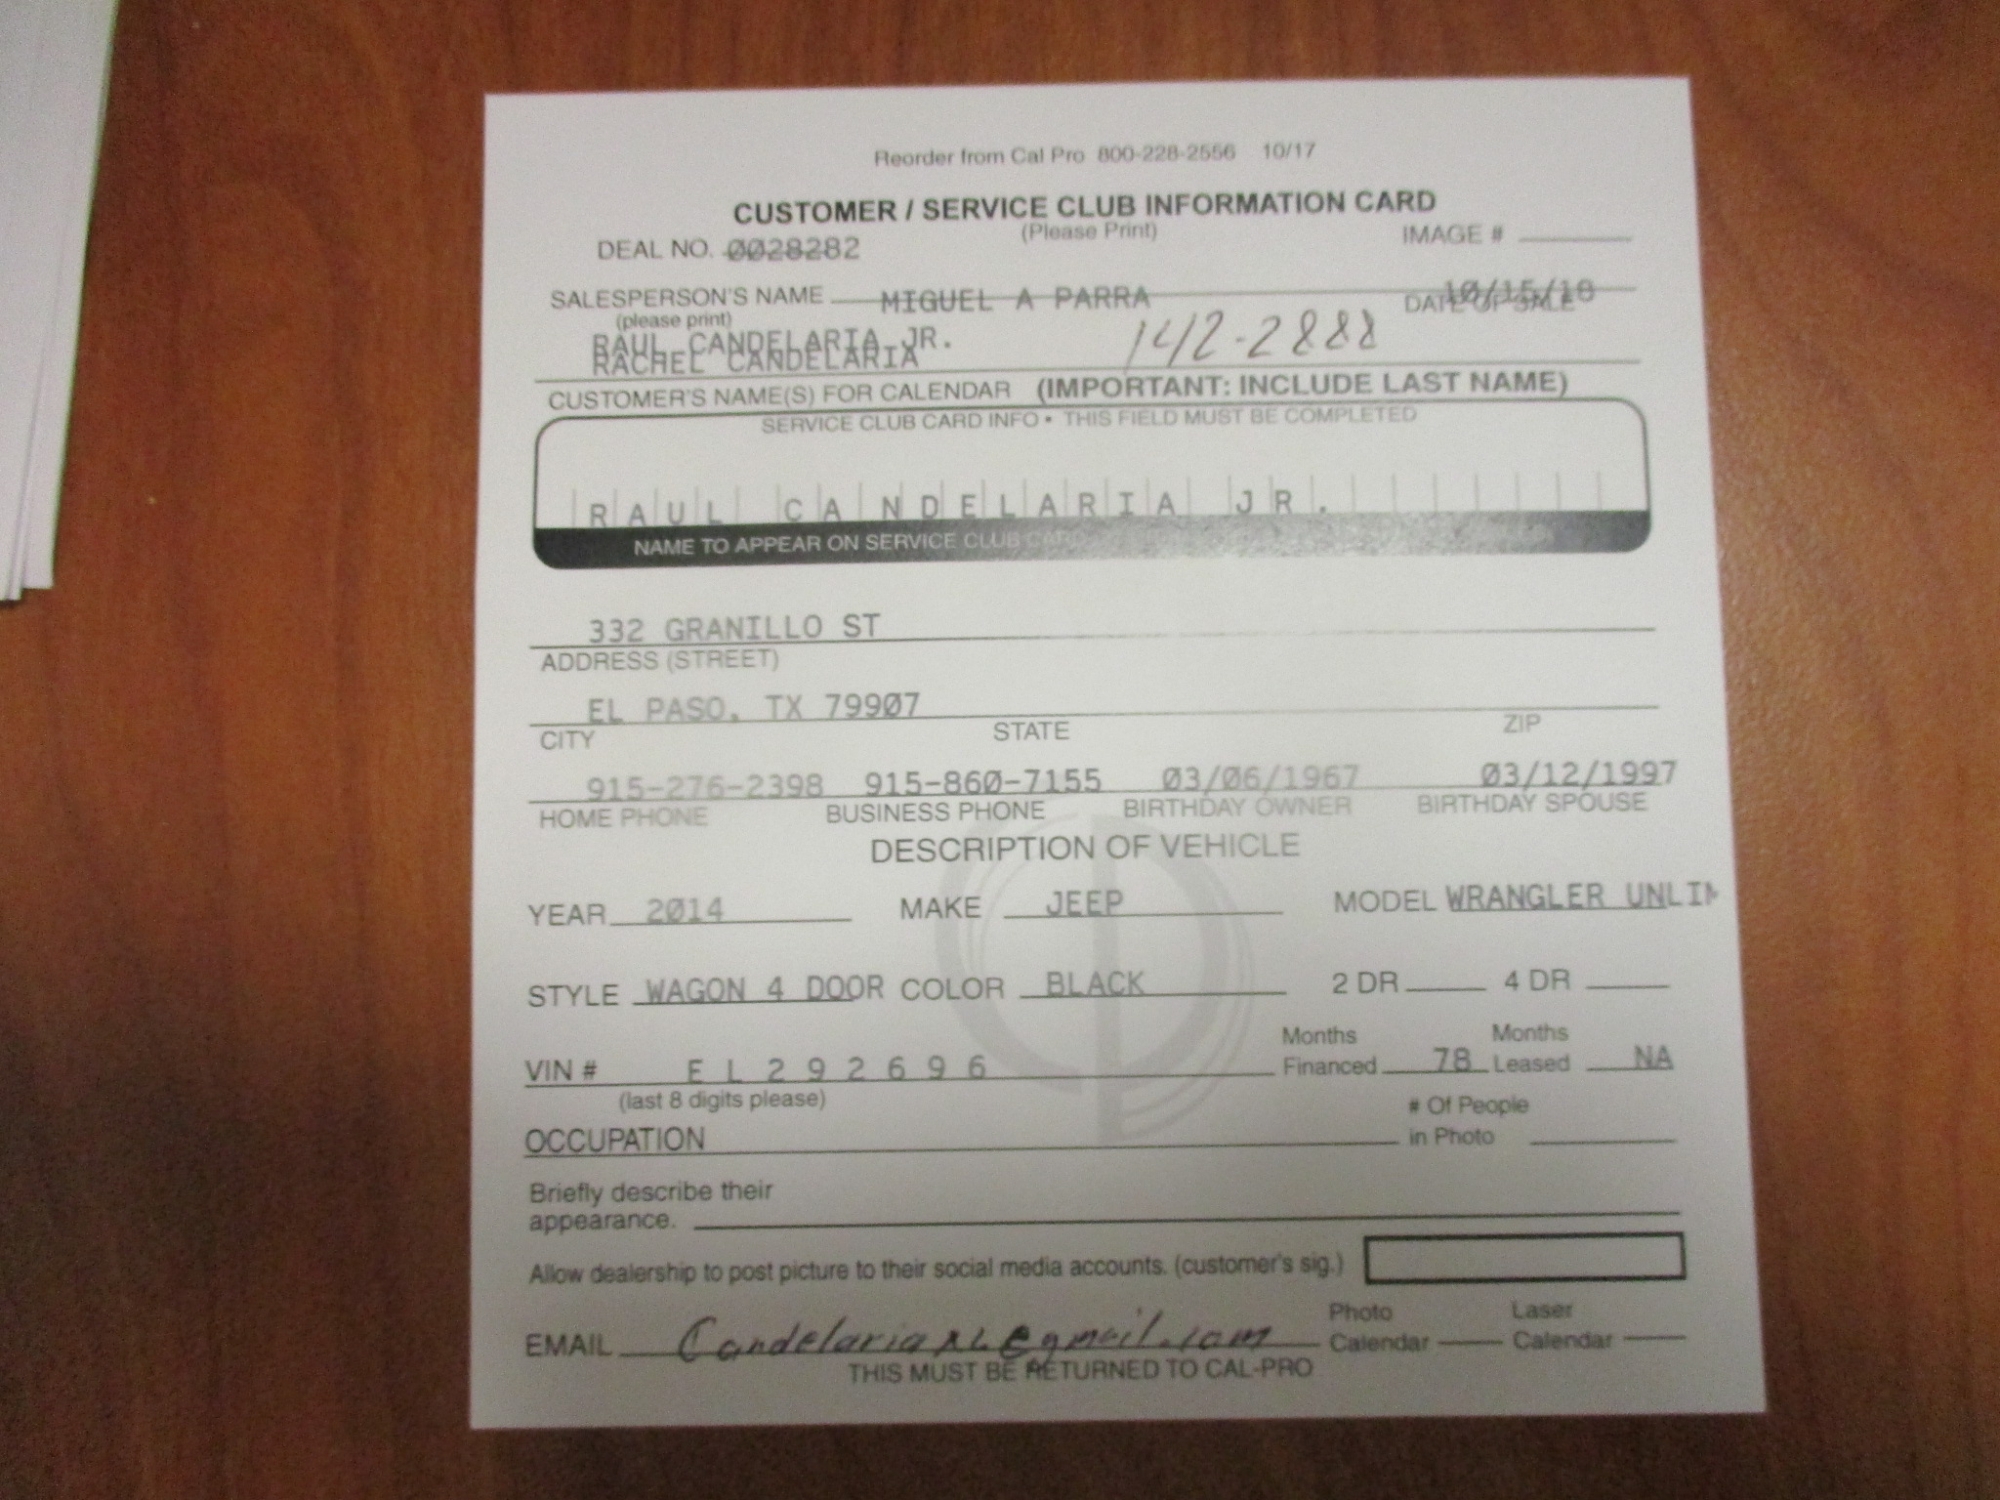 Reorder from Cal Pro 800-228-2556 10/17
CUSTOMER / SERVICE CLUB INFORMATION CARD
(Please Print)
DEAL NO. 0028282 IMAGE #
SALESPERSON'S NAME MIGUEL A PARRA DATE OF SALE 10/15/18
(please print)
RAUL CANDELARIA JR. 142-2888
RACHEL CANDELARIA
CUSTOMER'S NAME(S) FOR CALENDAR (IMPORTANT: INCLUDE LAST NAME)
SERVICE CLUB CARD INFO • THIS FIELD MUST BE COMPLETED
RAUL CANDELARIA JR.
NAME TO APPEAR ON SERVICE CLUB CARD
332 GRANILLO ST
ADDRESS (STREET)
EL PASO, TX 79907
CITY STATE ZIP
915-276-2398 915-860-7155 03/06/1967 03/12/1997
HOME PHONE BUSINESS PHONE BIRTHDAY OWNER BIRTHDAY SPOUSE
DESCRIPTION OF VEHICLE
YEAR 2014 MAKE JEEP MODEL WRANGLER UNLIM
STYLE WAGON 4 DOOR COLOR BLACK 2 DR 4 DR
Months Months
VIN # E L 2 9 2 6 9 6 Financed 78 Leased NA
(last 8 digits please)
# Of People
OCCUPATION in Photo
Briefly describe their
appearance.
Allow dealership to post picture to their social media accounts. (customer's sig.)
Photo Laser
EMAIL @gmail.com Calendar Calendar
THIS MUST BE RETURNED TO CAL-PRO